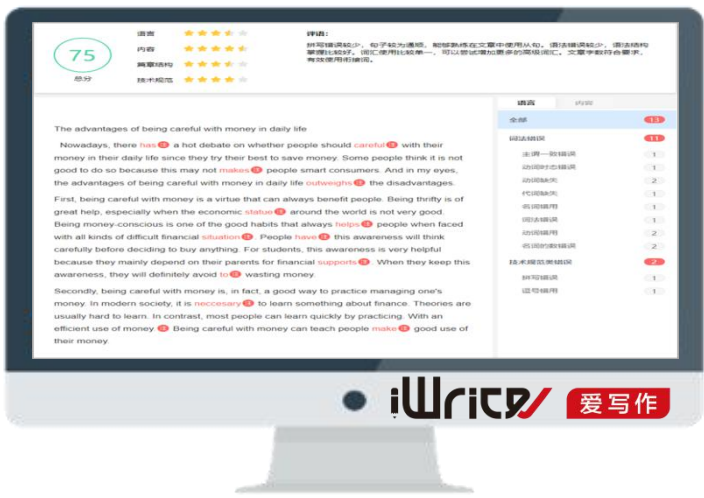 75
总分
语言
内容
篇章结构
技术规范
评语:
拼写错误较少，句子较为通顺，能够熟练在文章中使用从句。语法错误较少，语法结构
掌握比较好。词汇使用比较单一，可以尝试增加更多的高级词汇。文章字数符合要求，
有效使用衔接词。
The advantages of being careful with money in daily life
Nowadays, there has a hot debate on whether people should careful with their
money in their daily life since they try their best to save money. Some people think it is not
good to do so because this may not makes people smart consumers. And in my eyes,
the advantages of being careful with money in daily life outweighs the disadvantages.
First, being careful with money is a virtue that can always benefit people. Being thrifty is of
great help, especially when the economic statue around the world is not very good.
Being money-conscious is one of the good habits that always helps people when faced
with all kinds of difficult financial situation. People have this awareness will think
carefully before deciding to buy anything. For students, this awareness is very helpful
because they mainly depend on their parents for financial supports. When they keep this
awareness, they will definitely avoid to wasting money.
Secondly, being careful with money is, in fact, a good way to practice managing one's
money. In modern society, it is neccesary to learn something about finance. Theories are
usually hard to learn. In contrast, most people can learn quickly by practicing. With an
efficient use of money Being careful with money can teach people make good use of
their money.
语言 内容
全部 13
词法错误 11
主谓一致错误 1
动词时态错误 1
动词缺失 2
代词缺失 1
名词错用 1
词法错误 1
动词错用 2
名词的数错误 2
技术规范类错误 2
拼写错误 1
逗号错用 1
iWrite 爱写作